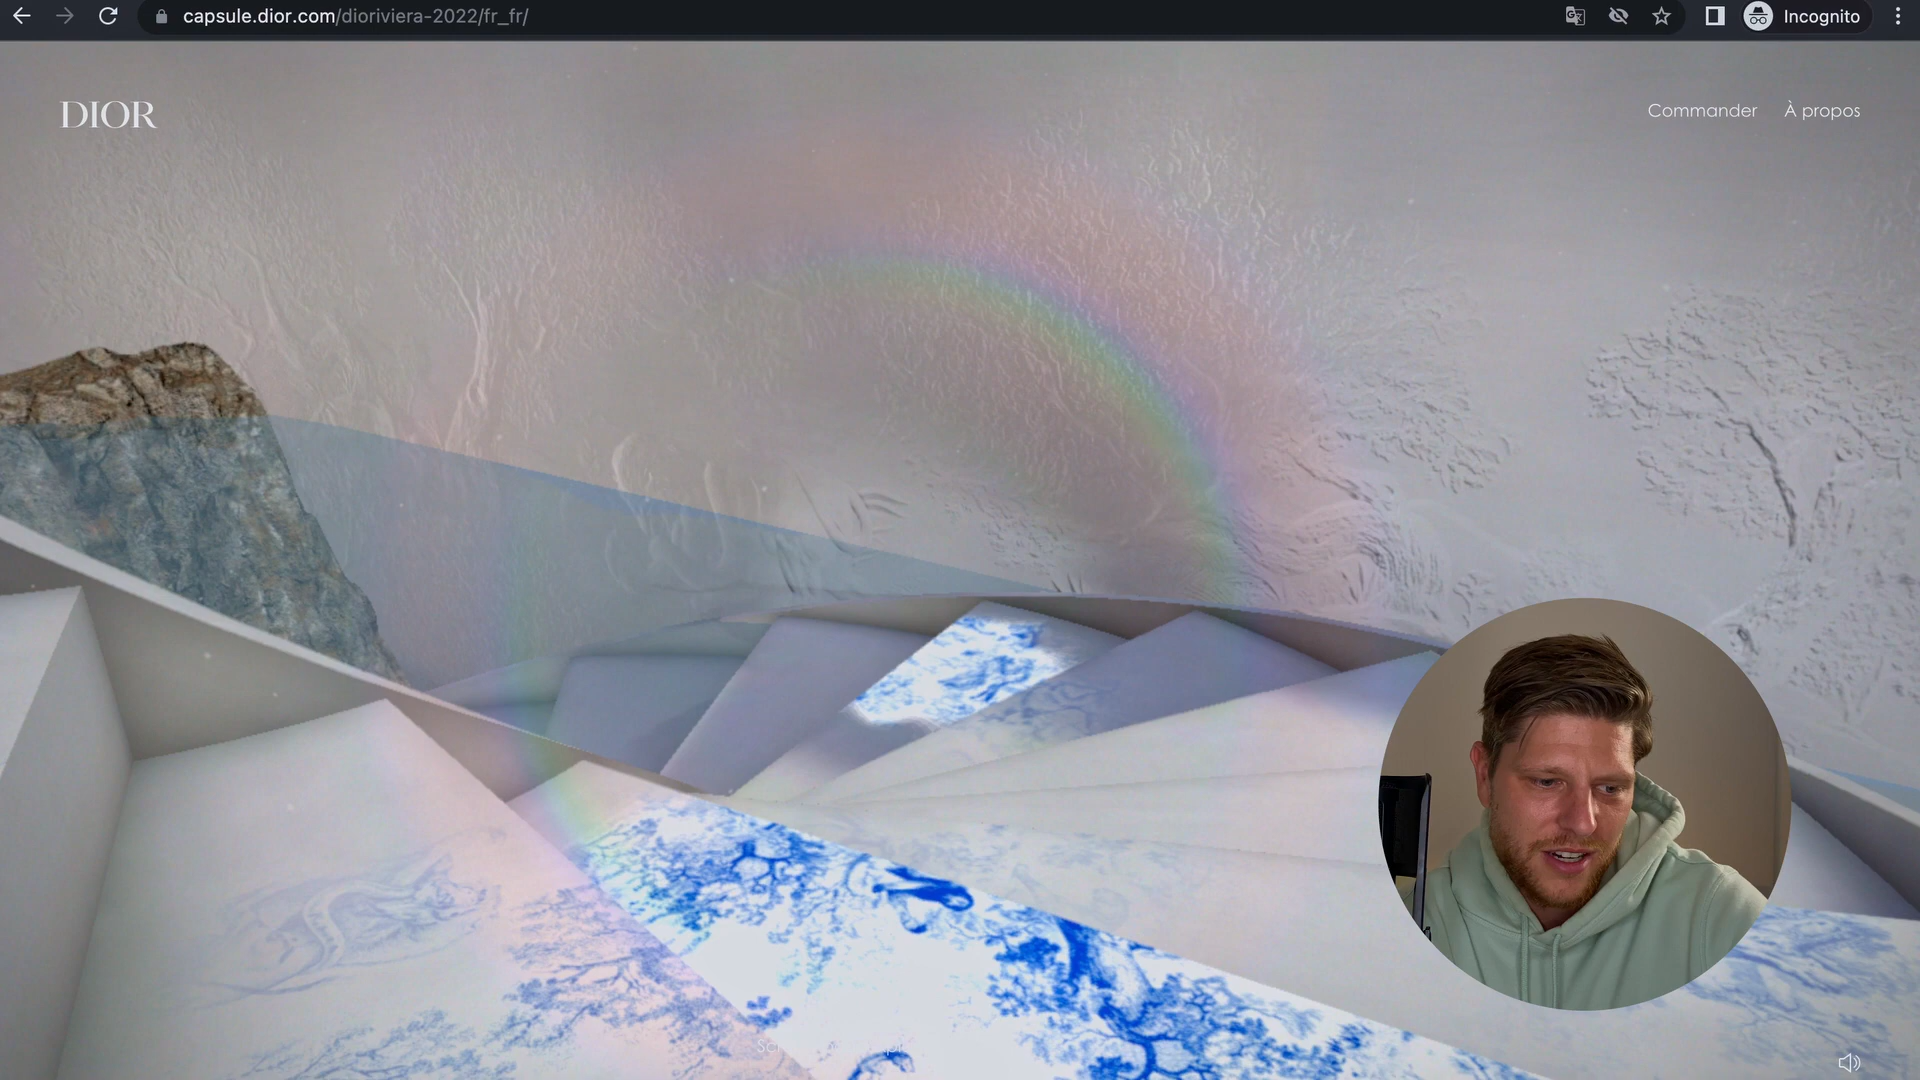 capsule.dior.com/dioriviera-2022/fr_fr/
Incognito
DIOR
Commander
À propos